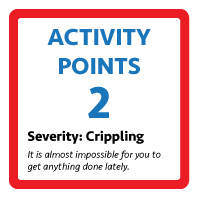 ACTIVITY
POINTS
2
Severity: Crippling
It is almost impossible for you to
get anything done lately.